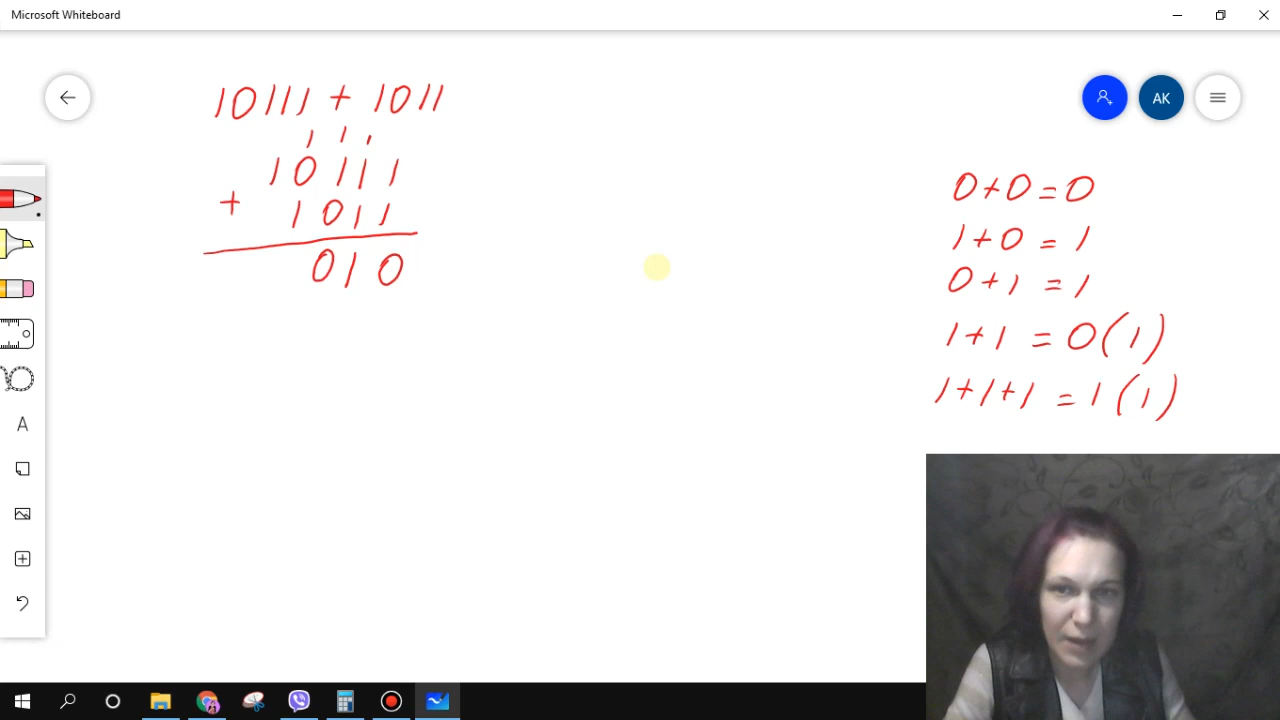 Microsoft Whiteboard
AK
10111 + 1011
1 1 1
10111
+ 1011
010
0+0=0
1+0=1
0+1=1
1+1=0(1)
1+1+1=1(1)
A